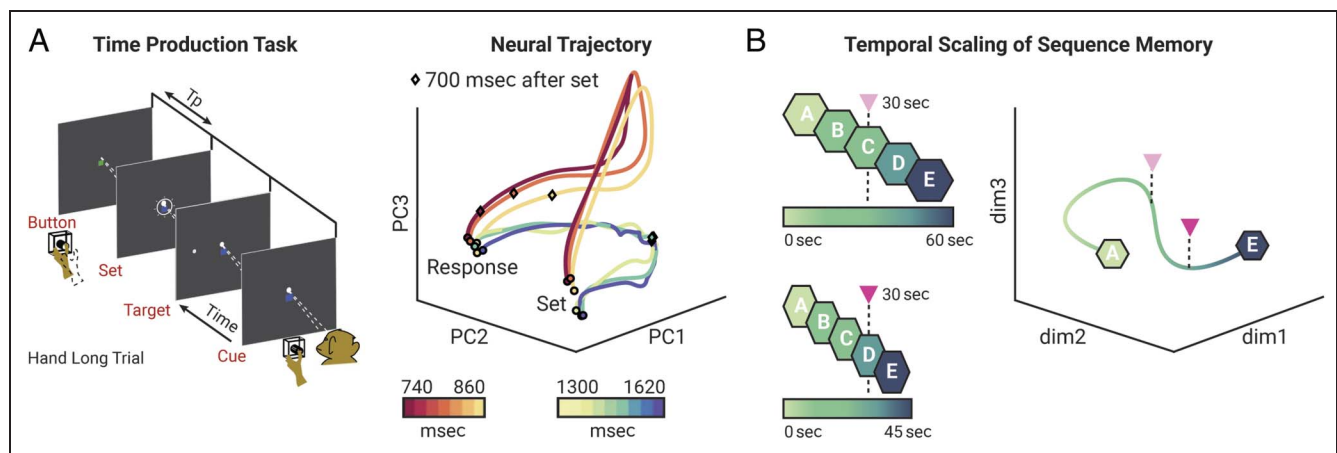 A
Time Production Task
Tp
Button
Set
Target
Time
Cue
Hand Long Trial
Neural Trajectory
700 msec after set
PC3
Response
Set
PC2
PC1
740 860
msec
1300 1620
msec
B
Temporal Scaling of Sequence Memory
30 sec
A
B
C
D
E
0 sec 60 sec
30 sec
A
B
C
D
E
0 sec 45 sec
dim3
A
E
dim2
dim1